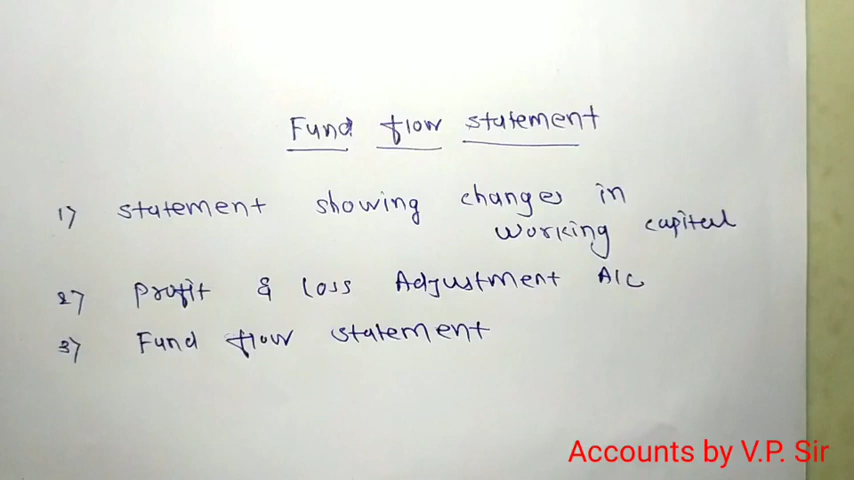 Fund flow statement
1) statement showing changes in
working capital
2) Profit & Loss Adjustment A/C
3) Fund flow statement
Accounts by V.P. Sir